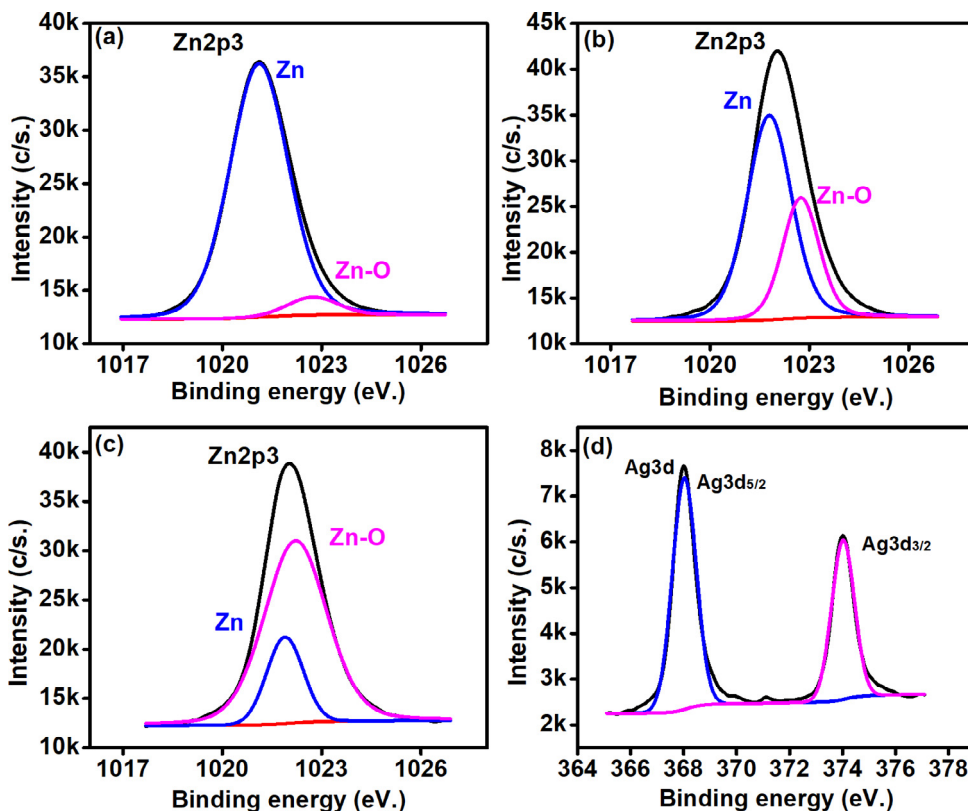 (a)
Zn2p3
Zn
Zn-O
40k
35k
30k
25k
20k
15k
10k
Intensity (c/s.)
1017 1020 1023 1026
Binding energy (eV.)
(b)
Zn2p3
Zn
Zn-O
45k
40k
35k
30k
25k
20k
15k
10k
Intensity (c/s.)
1017 1020 1023 1026
Binding energy (eV.)
(c)
Zn2p3
Zn-O
Zn
40k
35k
30k
25k
20k
15k
10k
Intensity (c/s.)
1017 1020 1023 1026
Binding energy (eV.)
(d)
Ag3d
Ag3d5/2
Ag3d3/2
8k
7k
6k
5k
4k
3k
2k
Intensity (c/s.)
364 366 368 370 372 374 376 378
Binding energy (eV.)